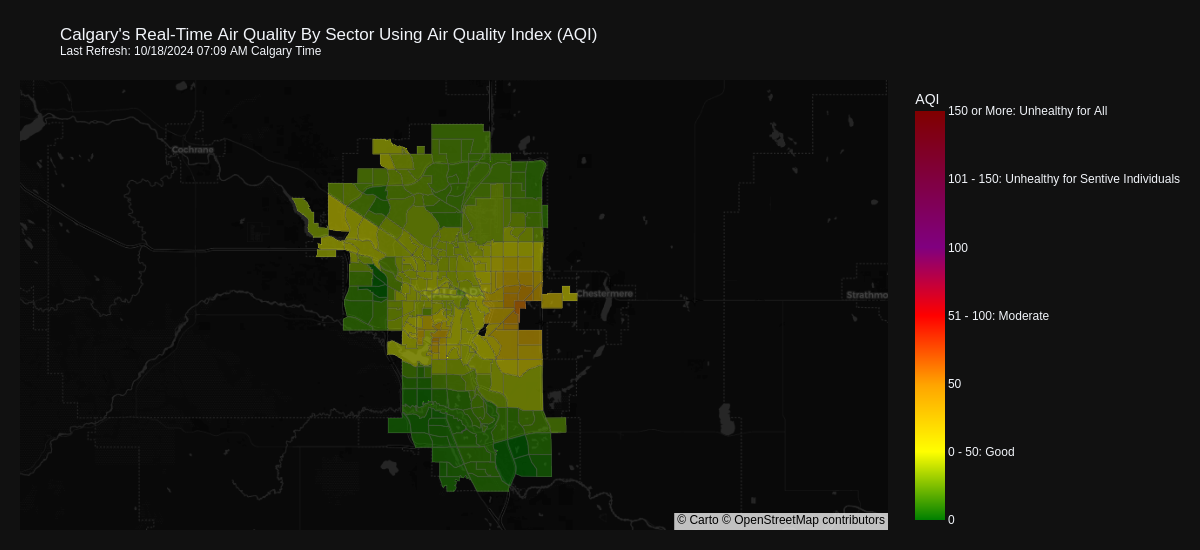 Calgary's Real-Time Air Quality By Sector Using Air Quality Index (AQI)
Last Refresh: 10/18/2024 07:09 AM Calgary Time
AQI
150 or More: Unhealthy for All
Cochrane
101 - 150: Unhealthy for Sentive Individuals
100
Chestermere
Strathmo
51 - 100: Moderate
50
0 - 50: Good
0
© Carto © OpenStreetMap contributors